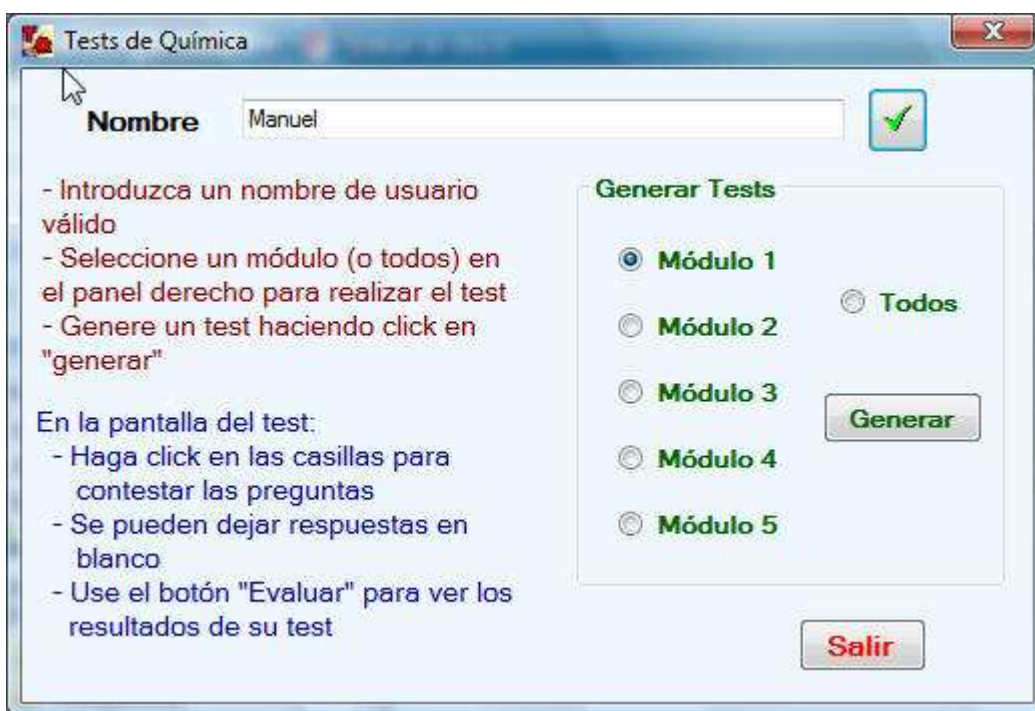 Tests de Química
Nombre
Manuel
- Introduzca un nombre de usuario
válido
- Seleccione un módulo (o todos) en
el panel derecho para realizar el test
- Genere un test haciendo click en
"generar"
En la pantalla del test:
- Haga click en las casillas para
contestar las preguntas
- Se pueden dejar respuestas en
blanco
- Use el botón "Evaluar" para ver los
resultados de su test
Generar Tests
Módulo 1
Módulo 2
Módulo 3
Módulo 4
Módulo 5
Todos
Generar
Salir